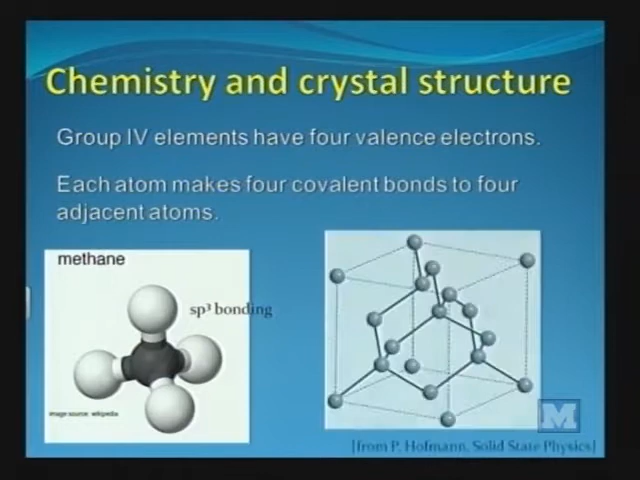 Chemistry and crystal structure
Group IV elements have four valence electrons.
Each atom makes four covalent bonds to four
adjacent atoms.
methane
sp³ bonding
image source: wikipedia
M
[from P. Hofmann, Solid State Physics]